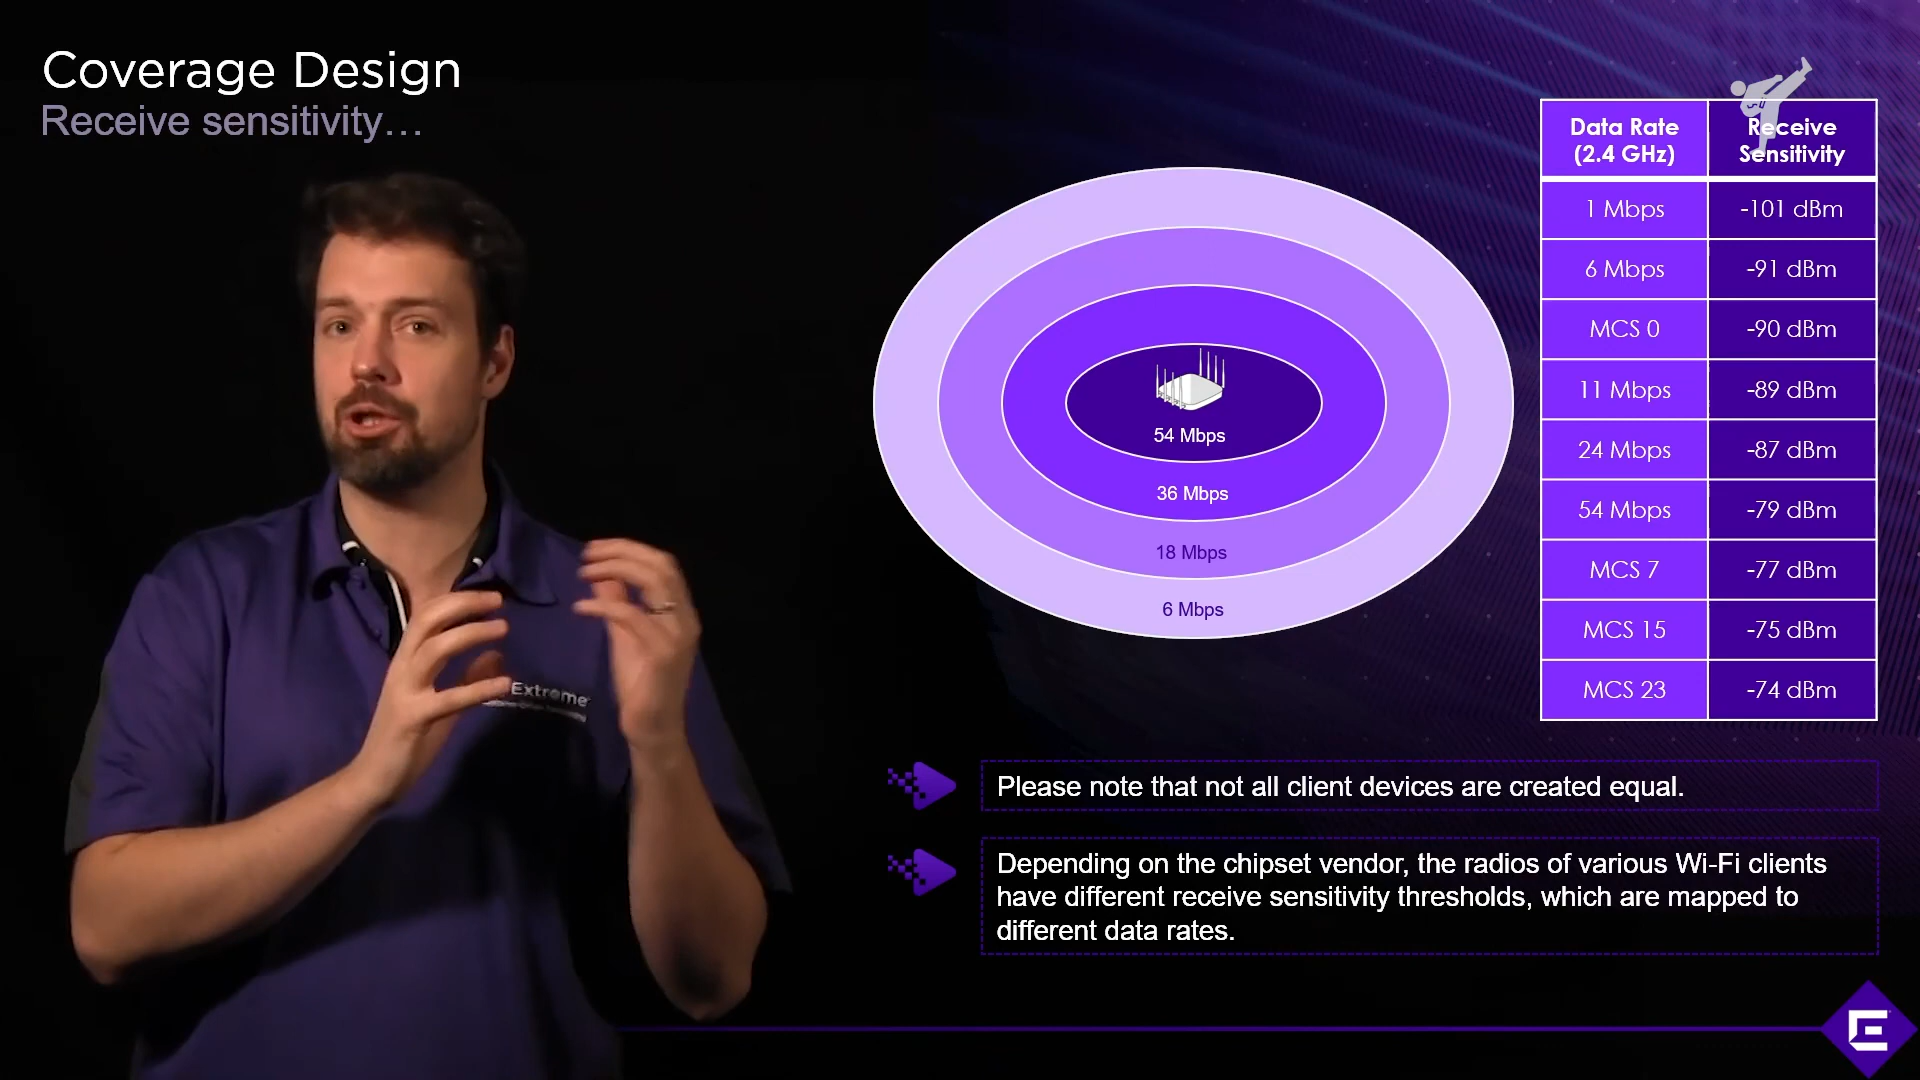 Coverage Design
Receive sensitivity…
Data Rate
(2.4 GHz)
Receive
Sensitivity
1 Mbps
-101 dBm
6 Mbps
-91 dBm
MCS 0
-90 dBm
11 Mbps
-89 dBm
24 Mbps
-87 dBm
54 Mbps
-79 dBm
MCS 7
-77 dBm
MCS 15
-75 dBm
MCS 23
-74 dBm
54 Mbps
36 Mbps
18 Mbps
6 Mbps
Extreme
Please note that not all client devices are created equal.
Depending on the chipset vendor, the radios of various Wi-Fi clients
have different receive sensitivity thresholds, which are mapped to
different data rates.
E